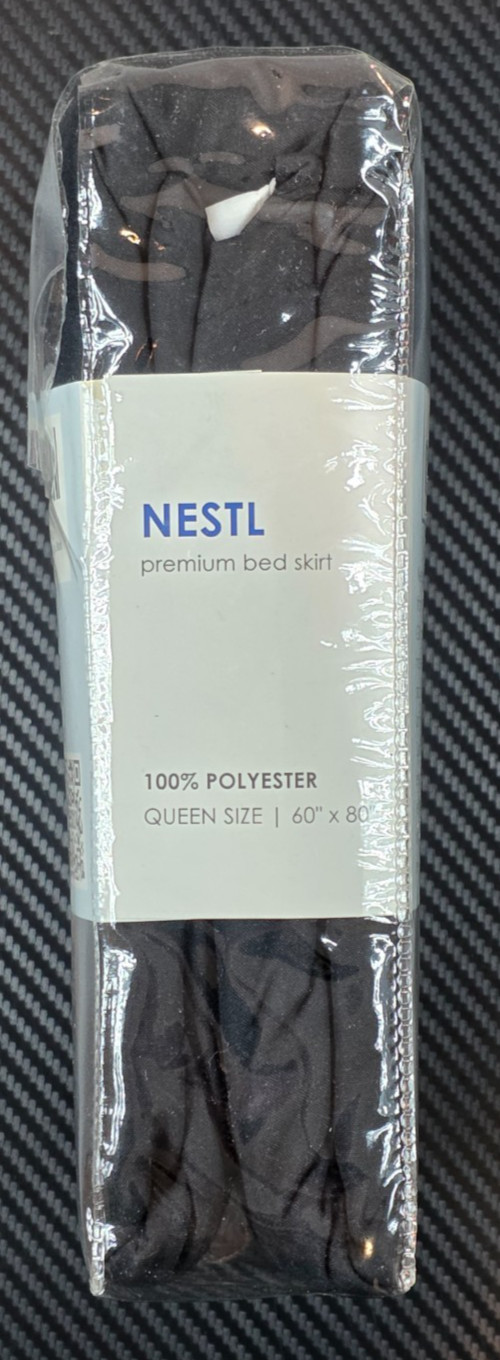 NESTL
premium bed skirt
100% POLYESTER
QUEEN SIZE | 60" x 80"